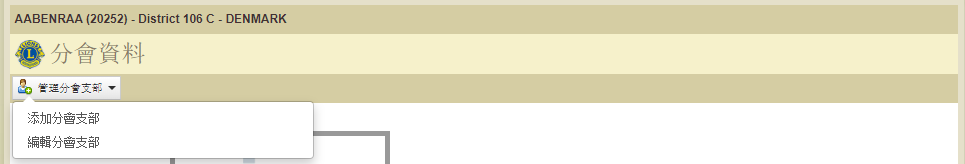 AABENRAA (20252) - District 106 C - DENMARK
分會資料
管理分會支部
添加分會支部
編輯分會支部